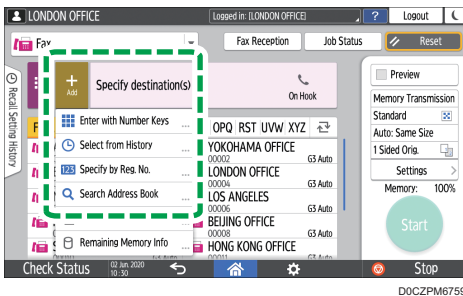 LONDON OFFICE
Logged in: [LONDON OFFICE]
?
Logout
Fax
Fax Reception
Job Status
Reset
Recall Setting History
Add
Specify destination(s)
On Hook
Preview
Memory Transmission
Standard
Auto: Same Size
1 Sided Orig.
Settings
Memory: 100%
Start
Enter with Number Keys ...
Select from History ...
123 Specify by Reg. No. ...
Search Address Book ...
Remaining Memory Info ...
OPQ RST UVW XYZ
YOKOHAMA OFFICE
00002 G3 Auto
LONDON OFFICE
00004 G3 Auto
LOS ANGELES
00006 G3 Auto
BEIJING OFFICE
00008 G3 Auto
HONG KONG OFFICE
Check Status
02 Jun. 2020
10:30
Stop
D0CZPM6759